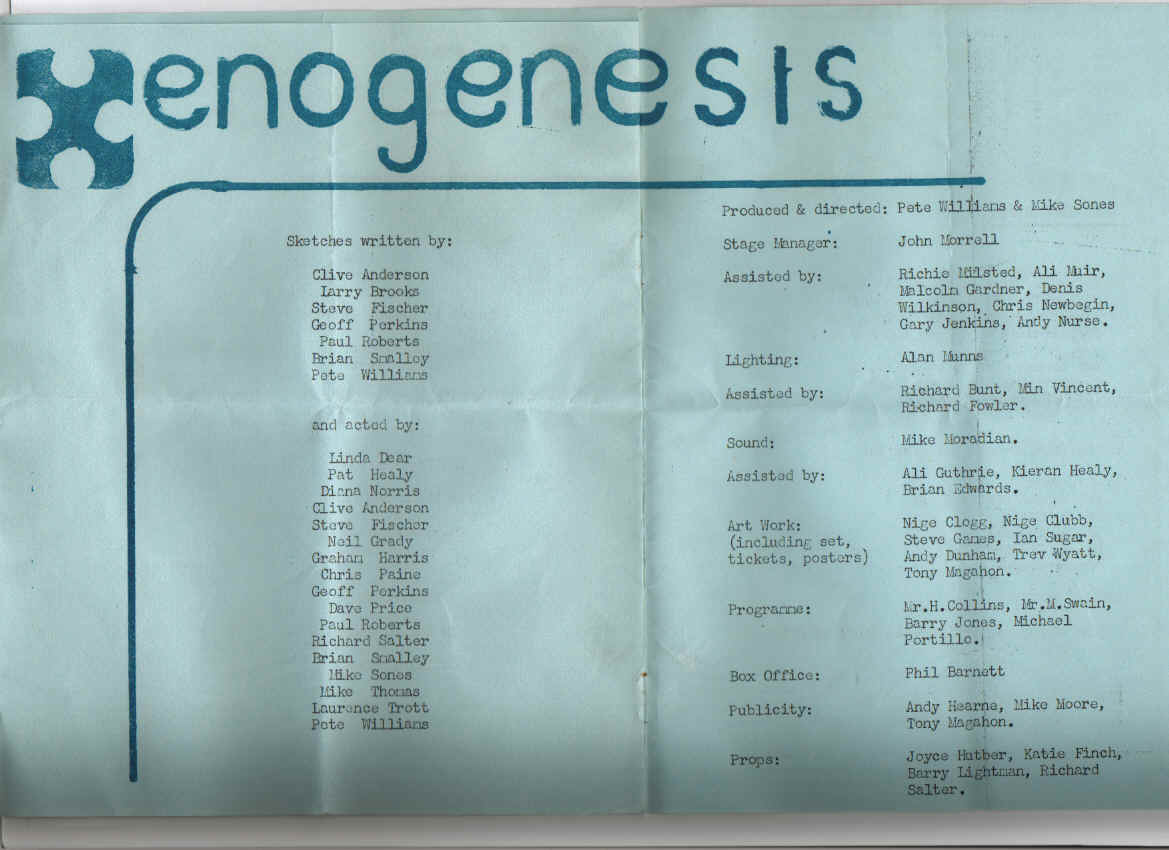 Xenogenesis
Sketches written by:
Clive Anderson
Larry Brooks
Steve Fischer
Geoff Perkins
Paul Roberts
Brian Smalley
Pete Williams
and acted by:
Linda Dear
Pat Healy
Diana Norris
Clive Anderson
Steve Fischer
Neil Grady
Graham Harris
Chris Paine
Geoff Perkins
Dave Price
Paul Roberts
Richard Salter
Brian Smalley
Mike Sones
Mike Thomas
Laurence Trott
Pete Williams
Produced & directed: Pete Williams & Mike Sones
Stage Manager: John Morrell
Assisted by: Richie Milsted, Ali Muir,
Malcolm Gardner, Denis
Wilkinson, Chris Newbegin,
Gary Jenkins, Andy Nurse.
Lighting: Alan Munns
Assisted by: Richard Bunt, Min Vincent,
Richard Fowler.
Sound: Mike Moradian.
Assisted by: Ali Guthrie, Kieran Healy,
Brian Edwards.
Art Work: Nige Clogg, Nige Clubb,
(including set, Steve Games, Ian Sugar,
tickets, posters) Andy Dunham, Trev Wyatt,
Tony Magahon.
Programme: Mr.H.Collins, Mr.M.Swain,
Barry Jones, Michael
Portillo.
Box Office: Phil Barnett
Publicity: Andy Hearne, Mike Moore,
Tony Magahon.
Props: Joyce Hutber, Katie Finch,
Barry Lightman, Richard
Salter.